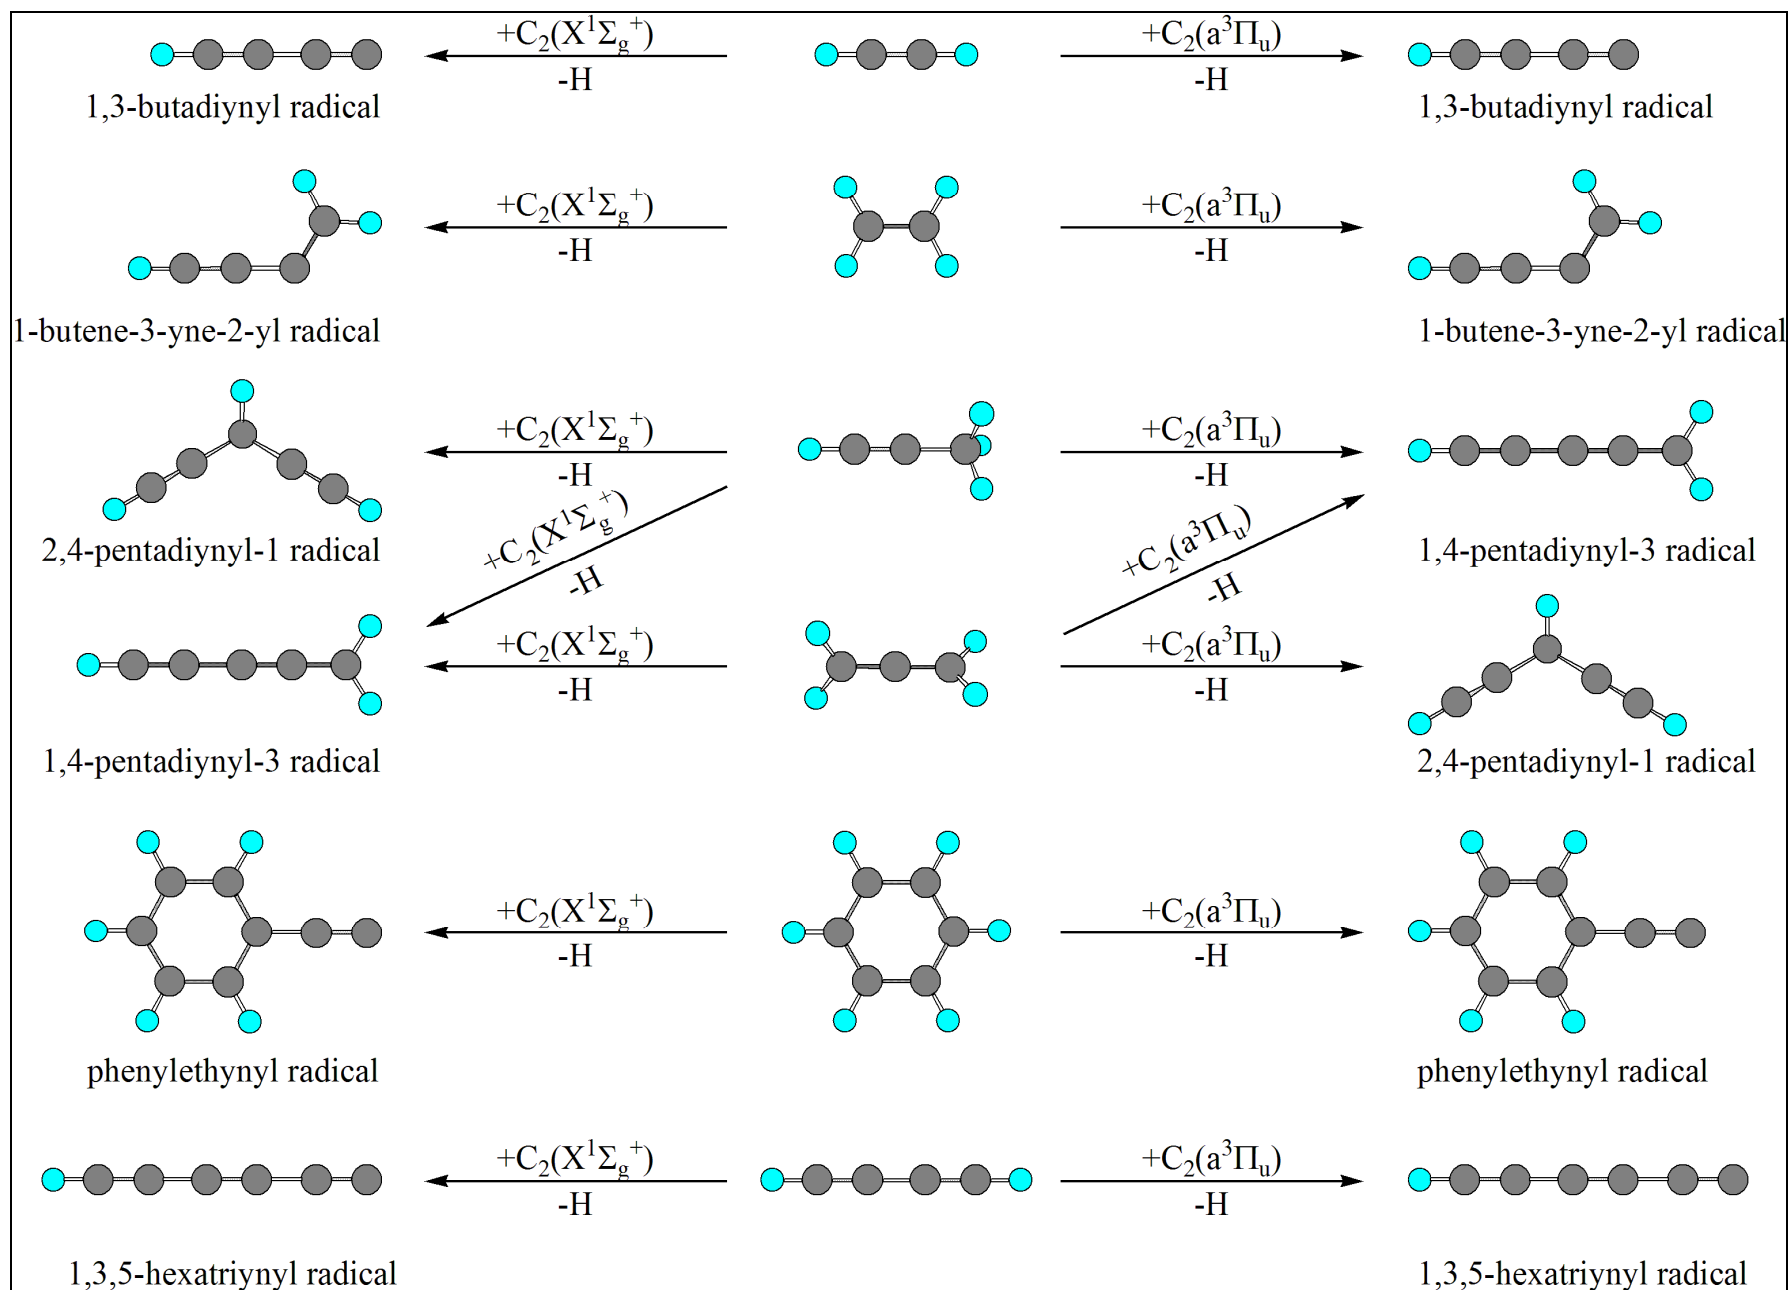 +C₂(X¹Σg⁺) +C₂(a³Πu)
-H -H
1,3-butadiynyl radical 1,3-butadiynyl radical
+C₂(X¹Σg⁺) +C₂(a³Πu)
-H -H
1-butene-3-yne-2-yl radical 1-butene-3-yne-2-yl radical
+C₂(X¹Σg⁺) +C₂(a³Πu)
-H -H
2,4-pentadiynyl-1 radical 1,4-pentadiynyl-3 radical
+C₂(X¹Σg⁺) +C₂(a³Πu)
-H -H
+C₂(X¹Σg⁺) +C₂(a³Πu)
-H -H
1,4-pentadiynyl-3 radical 2,4-pentadiynyl-1 radical
+C₂(X¹Σg⁺) +C₂(a³Πu)
-H -H
phenylethynyl radical phenylethynyl radical
+C₂(X¹Σg⁺) +C₂(a³Πu)
-H -H
1,3,5-hexatriynyl radical 1,3,5-hexatriynyl radical